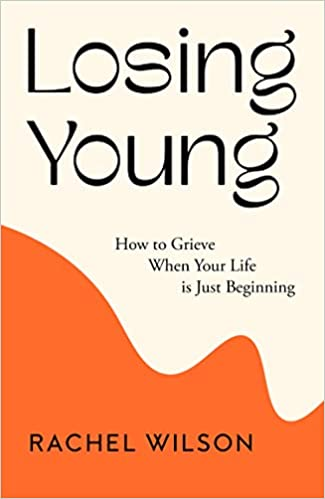 Losing
Young
How to Grieve
When Your Life
is Just Beginning
RACHEL WILSON